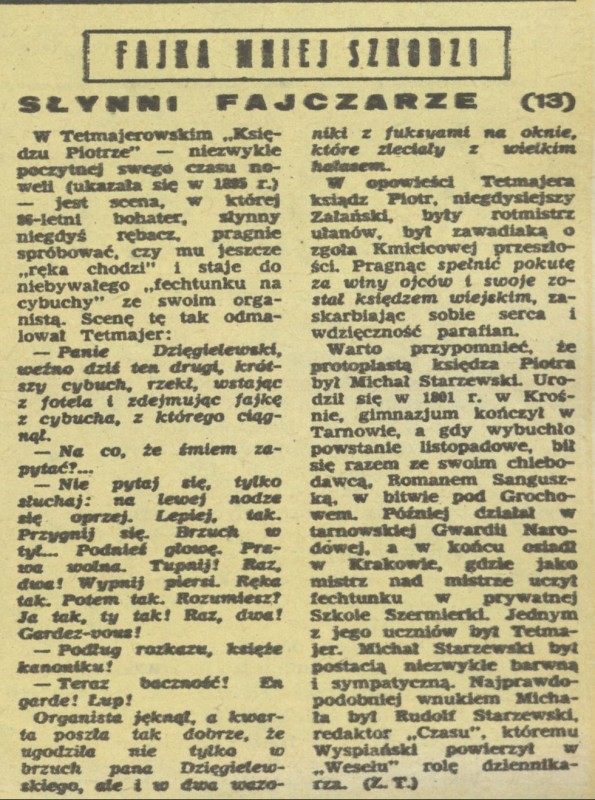 FAJKA MNIEJ SZKODZI
SŁYNNI FAJCZARZE (13)
W Tetmajerowskim „Księ-
dzu Piotrze" — niezwykle
poczytnej swego czasu no-
weli (ukazała się w 1895 r.)
— jest scena, w której
86-letni bohater, słynny
niegdyś rębacz, pragnie
spróbować, czy mu jeszcze
„ręka chodzi" i staje do
niebywałego „fechtunku na
cybuchy" ze swoim orga-
nistą. Scenę tę tak odma-
lował Tetmajer:
— Panie Dzięgielewski,
weźno dziś ten drugi, krót-
szy cybuch, rzekł, wstając
z fotela i zdejmując fajkę
z cybucha, z którego ciąg-
nął.
— Na co, że śmiem za-
pytać?...
— Nie pytaj się, tylko
słuchaj: na lewej nodze
się oprzej. Lepiej, tak.
Przygnij się. Brzuch w
tył... Podnieś głowę. Pra-
wa wolna. Tupnij! Raz,
dwa! Wypnij piersi. Ręka
tak. Potem tak. Rozumiesz?
Ja tak, ty tak! Raz, dwa!
Gardez-vous!
— Podług rozkazu, księże
kanoniku!
— Teraz baczność! En
garde! Łup!
Organista jęknął, a kwar-
ta poszła tak dobrze, że
ugodziła nie tylko w
brzuch pana Dzięgielew-
skiego, ale i w dwa wazo-
niki z fuksyami na oknie,
które zleciały z wielkim
hałasem.
W opowieści Tetmajera
ksiądz Piotr, niegdysiejszy
Zalański, były rotmistrz
ułanów, był zawadiaką o
zgoła Kmicicowej przeszło-
ści. Pragnąc spełnić pokutę
za winy ojców i swoje zo-
stał księdzem wiejskim, za-
skarbiając sobie serca i
wdzięczność parafian.
Warto przypomnieć, że
protoplastą księdza Piotra
był Michał Starzewski. Uro-
dził się w 1801 r. w Kroś-
nie, gimnazjum kończył w
Tarnowie, a gdy wybuchło
powstanie listopadowe, bił
się razem ze swoim chlebo-
dawcą, Romanem Sangusz-
ką, w bitwie pod Grocho-
wem. Później działał w
tarnowskiej Gwardii Naro-
dowej, a w końcu osiadł
w Krakowie, gdzie jako
mistrz nad mistrze uczył
fechtunku w prywatnej
Szkole Szermierki. Jednym
z jego uczniów był Tetma-
jer. Michał Starzewski był
postacią niezwykle barwną
i sympatyczną. Najprawdo-
podobniej wnukiem Micha-
ła był Rudolf Starzewski,
redaktor „Czasu", któremu
Wyspiański powierzył w
„Weselu" rolę dziennika-
rza. (Z. T.)